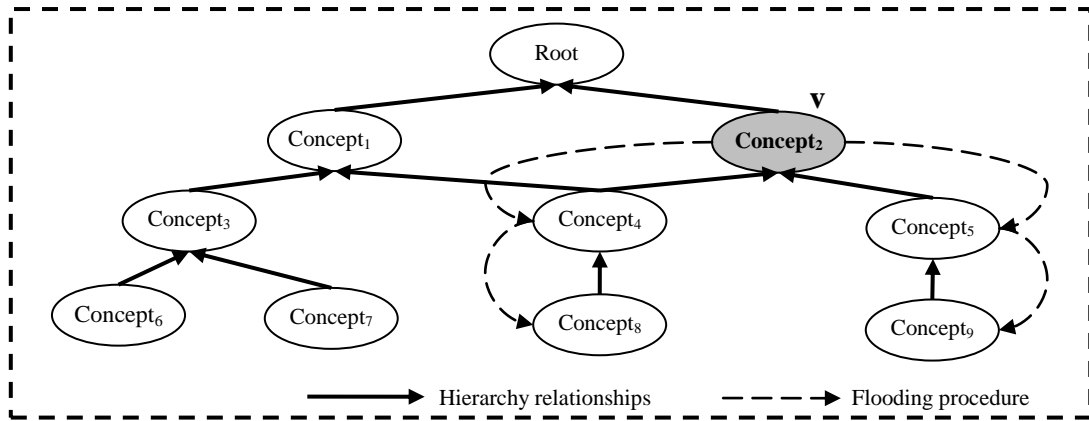 Root
v
Concept1
Concept2
Concept3
Concept4
Concept5
Concept6
Concept7
Concept8
Concept9
Hierarchy relationships
Flooding procedure